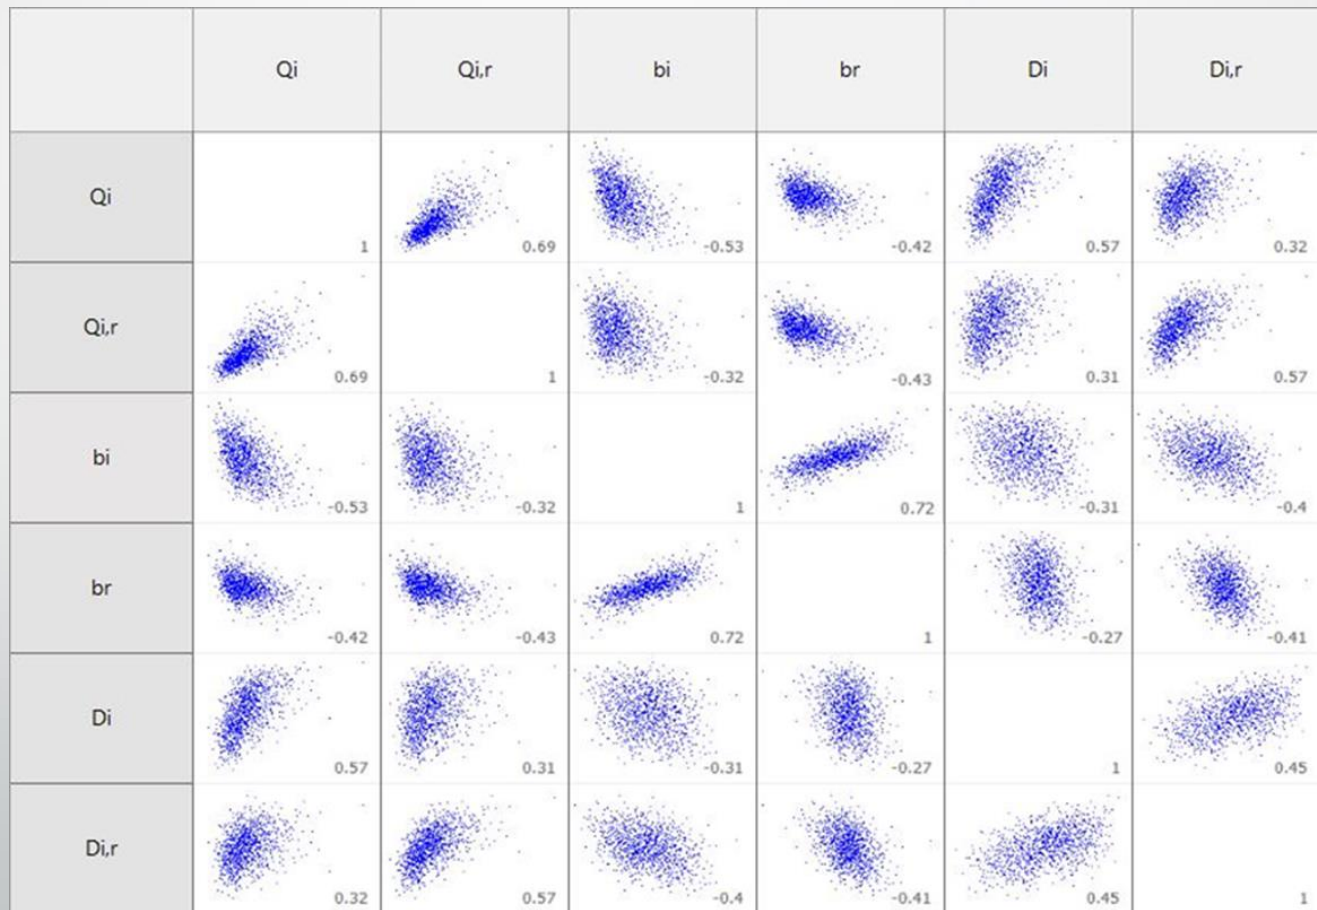 Qi Qi,r bi br Di Di,r
Qi 1 0.69 -0.53 -0.42 0.57 0.32
Qi,r 0.69 1 -0.32 -0.43 0.31 0.57
bi -0.53 -0.32 1 0.72 -0.31 -0.4
br -0.42 -0.43 0.72 1 -0.27 -0.41
Di 0.57 0.31 -0.31 -0.27 1 0.45
Di,r 0.32 0.57 -0.4 -0.41 0.45 1